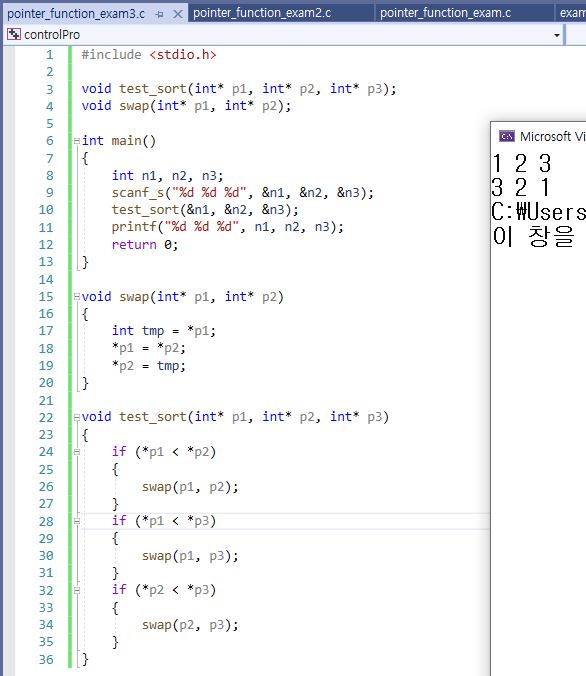 pointer_function_exam3.c pointer_function_exam2.c pointer_function_exam.c exam
controlPro
1 #include <stdio.h>
2
3 void test_sort(int* p1, int* p2, int* p3);
4 void swap(int* p1, int* p2);
5
6 int main()
7 {
8 int n1, n2, n3;
9 scanf_s("%d %d %d", &n1, &n2, &n3);
10 test_sort(&n1, &n2, &n3);
11 printf("%d %d %d", n1, n2, n3);
12 return 0;
13 }
14
15 void swap(int* p1, int* p2)
16 {
17 int tmp = *p1;
18 *p1 = *p2;
19 *p2 = tmp;
20 }
21
22 void test_sort(int* p1, int* p2, int* p3)
23 {
24 if (*p1 < *p2)
25 {
26 swap(p1, p2);
27 }
28 if (*p1 < *p3)
29 {
30 swap(p1, p3);
31 }
32 if (*p2 < *p3)
33 {
34 swap(p2, p3);
35 }
36 }
Microsoft Vi
1 2 3
3 2 1
C:₩Users
이 창을